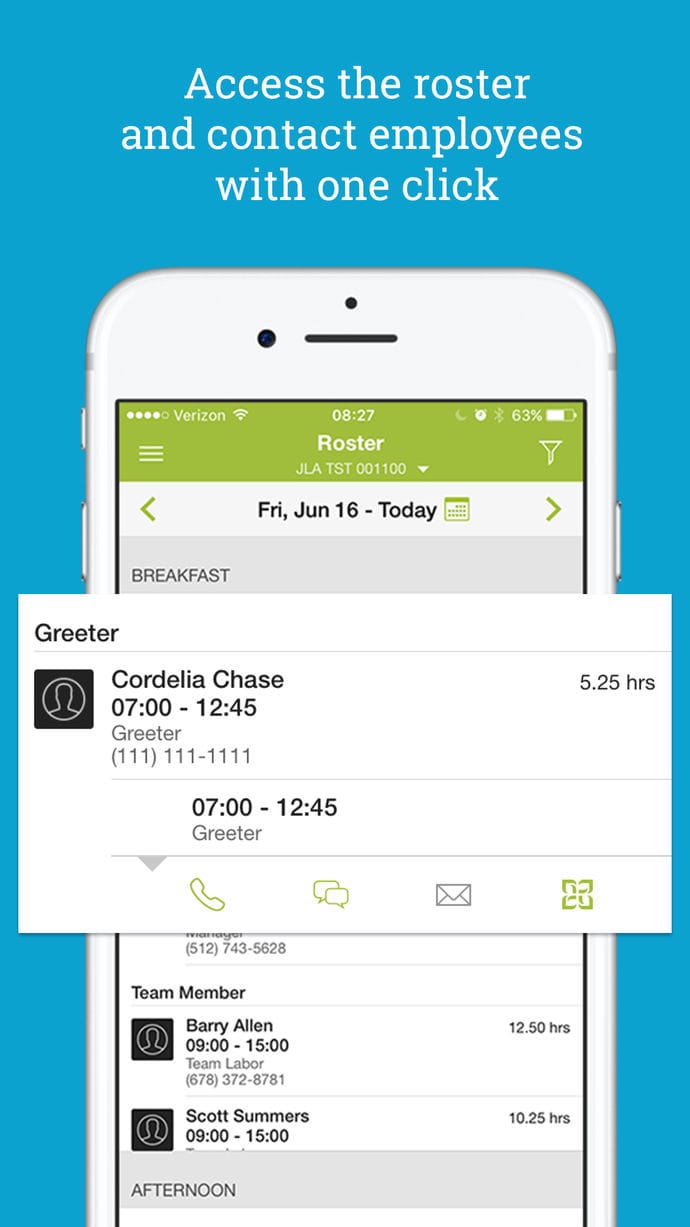 Access the roster
and contact employees
with one click
Verizon 08:27 63%
Roster
JLA TST 001100
Fri, Jun 16 - Today
BREAKFAST
Greeter
Cordelia Chase 5.25 hrs
07:00 - 12:45
Greeter
(111) 111-1111
07:00 - 12:45
Greeter
Manager
(512) 743-5628
Team Member
Barry Allen 12.50 hrs
09:00 - 15:00
Team Labor
(678) 372-8781
Scott Summers 10.25 hrs
09:00 - 15:00
AFTERNOON